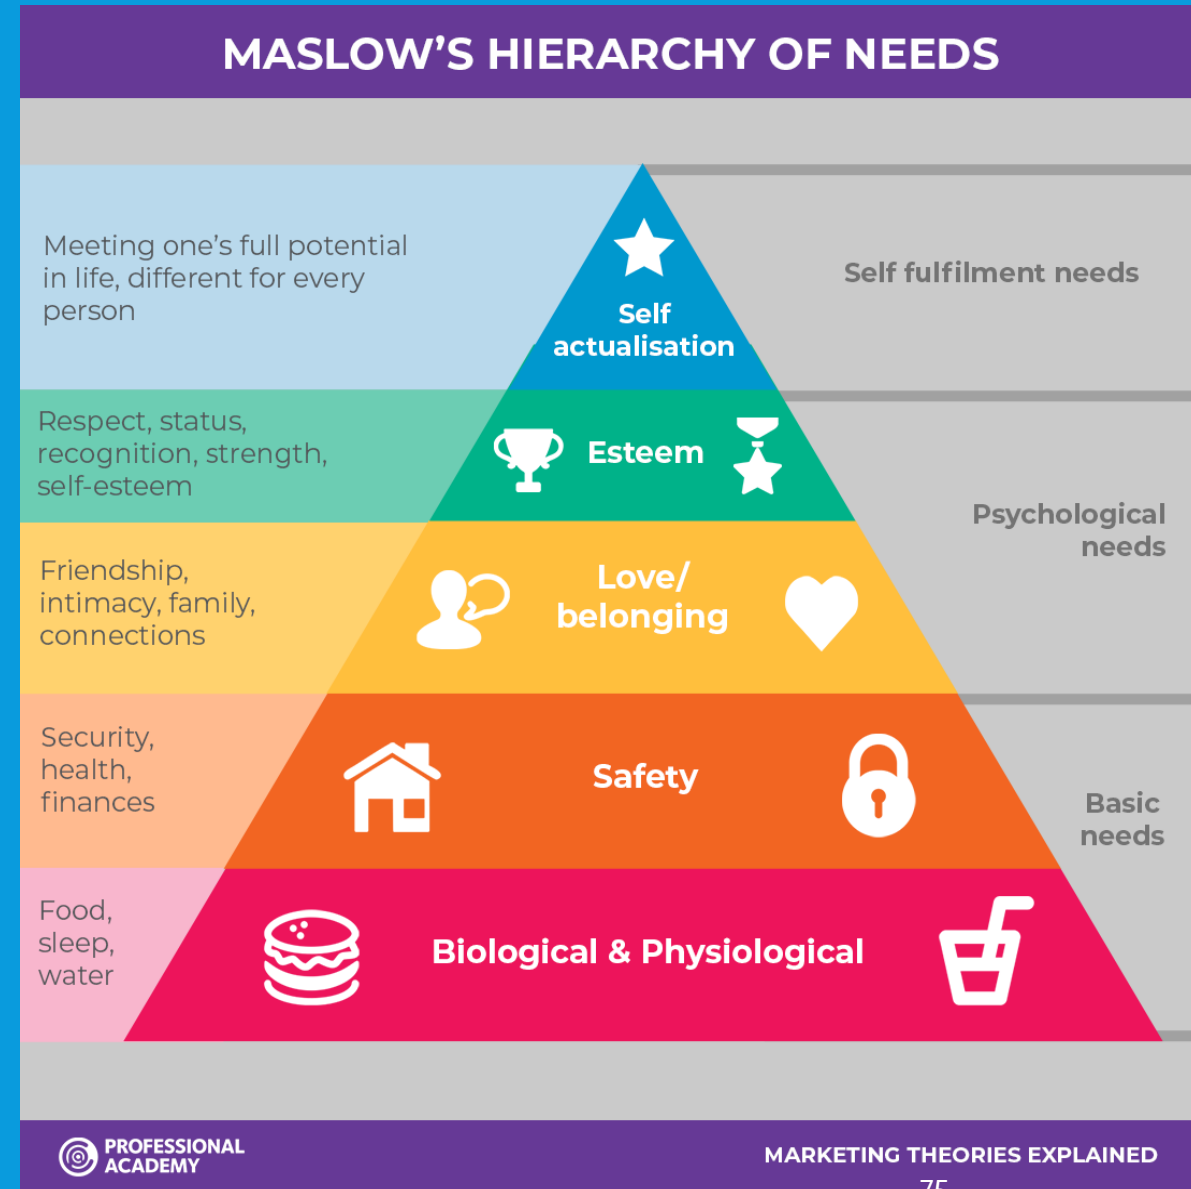 MASLOW'S HIERARCHY OF NEEDS
Meeting one's full potential
in life, different for every
person
Self
actualisation
Self fulfilment needs
Respect, status,
recognition, strength,
self-esteem
Esteem
Psychological
needs
Friendship,
intimacy, family,
connections
Love/
belonging
Security,
health,
finances
Safety
Basic
needs
Food,
sleep,
water
Biological & Physiological
PROFESSIONAL
ACADEMY
MARKETING THEORIES EXPLAINED
75